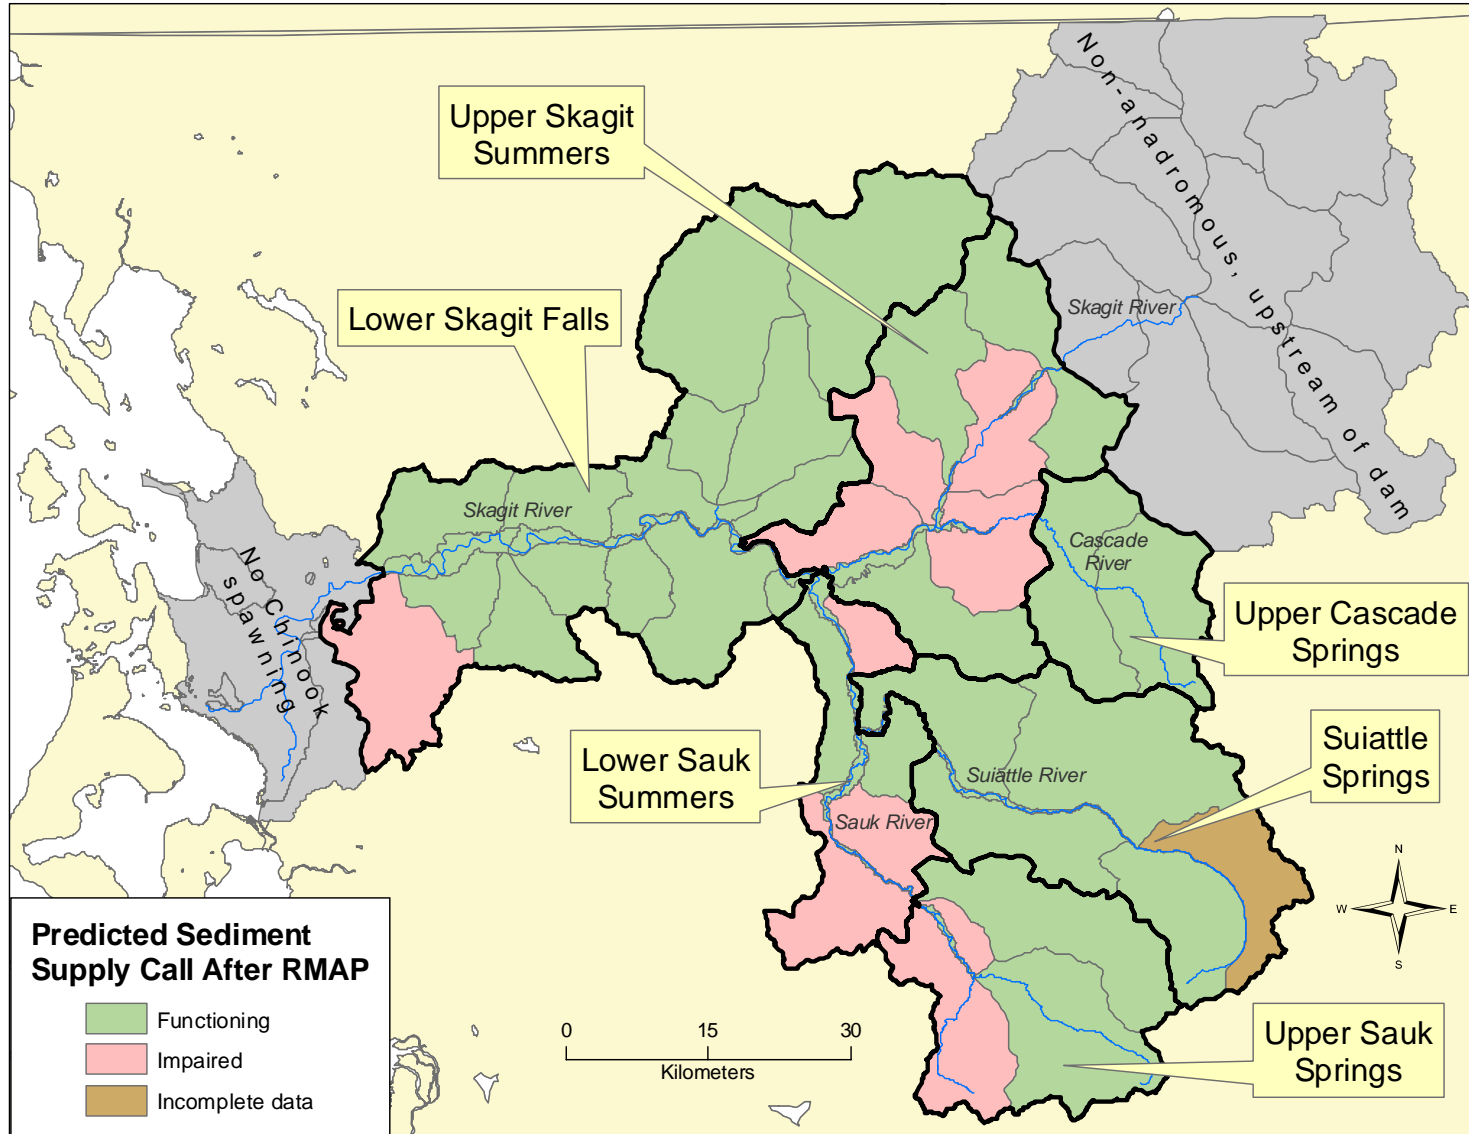 Non-anadromous, upstream of dam
Upper Skagit
Summers
Skagit River
Lower Skagit Falls
Skagit River
Cascade
River
No Chinook
spawning
Upper Cascade
Springs
Lower Sauk
Summers
Suiattle River
Suiattle
Springs
Sauk River
N
W
E
S
Predicted Sediment
Supply Call After RMAP
Functioning
Impaired
Incomplete data
0
15
30
Kilometers
Upper Sauk
Springs